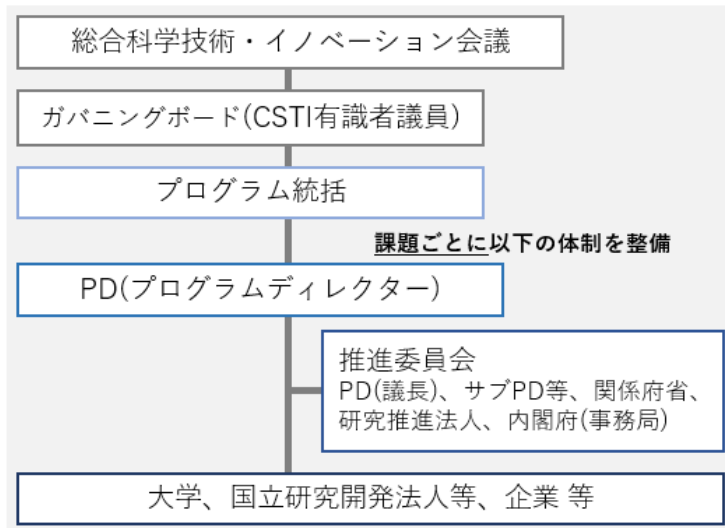 総合科学技術・イノベーション会議
ガバニングボード(CSTI有識者議員)
プログラム統括
課題ごとに以下の体制を整備
PD(プログラムディレクター)
推進委員会
PD(議長)、サブPD等、関係府省、
研究推進法人、内閣府(事務局)
大学、国立研究開発法人等、企業 等